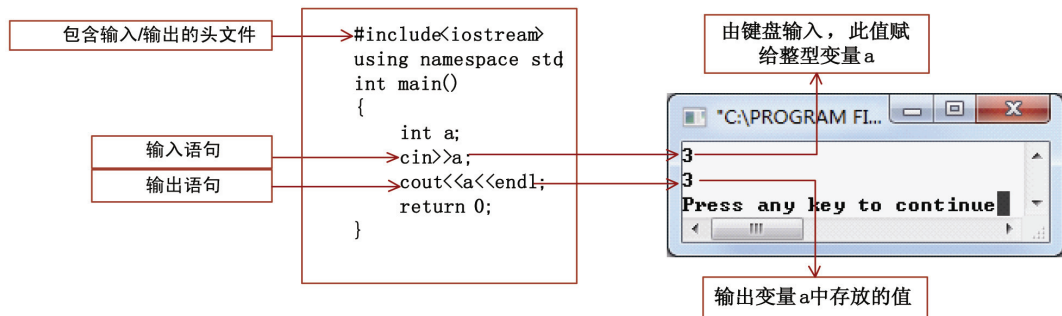 包含输入/输出的头文件
#include<iostream>
using namespace std;
int main()
{
int a;
cin>>a;
cout<<a<<endl;
return 0;
}
输入语句
输出语句
由键盘输入，此值赋
给整型变量a
"C:\PROGRAM FI...
3
3
Press any key to continue
输出变量a中存放的值